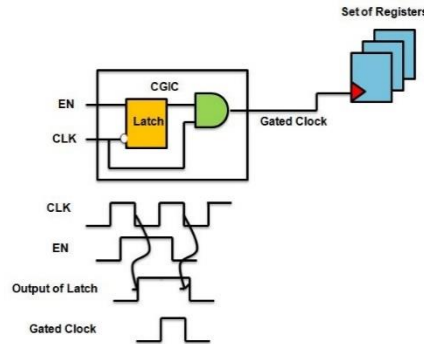 Set of Registers
CGIC
EN
Latch
CLK
Gated Clock
CLK
EN
Output of Latch
Gated Clock